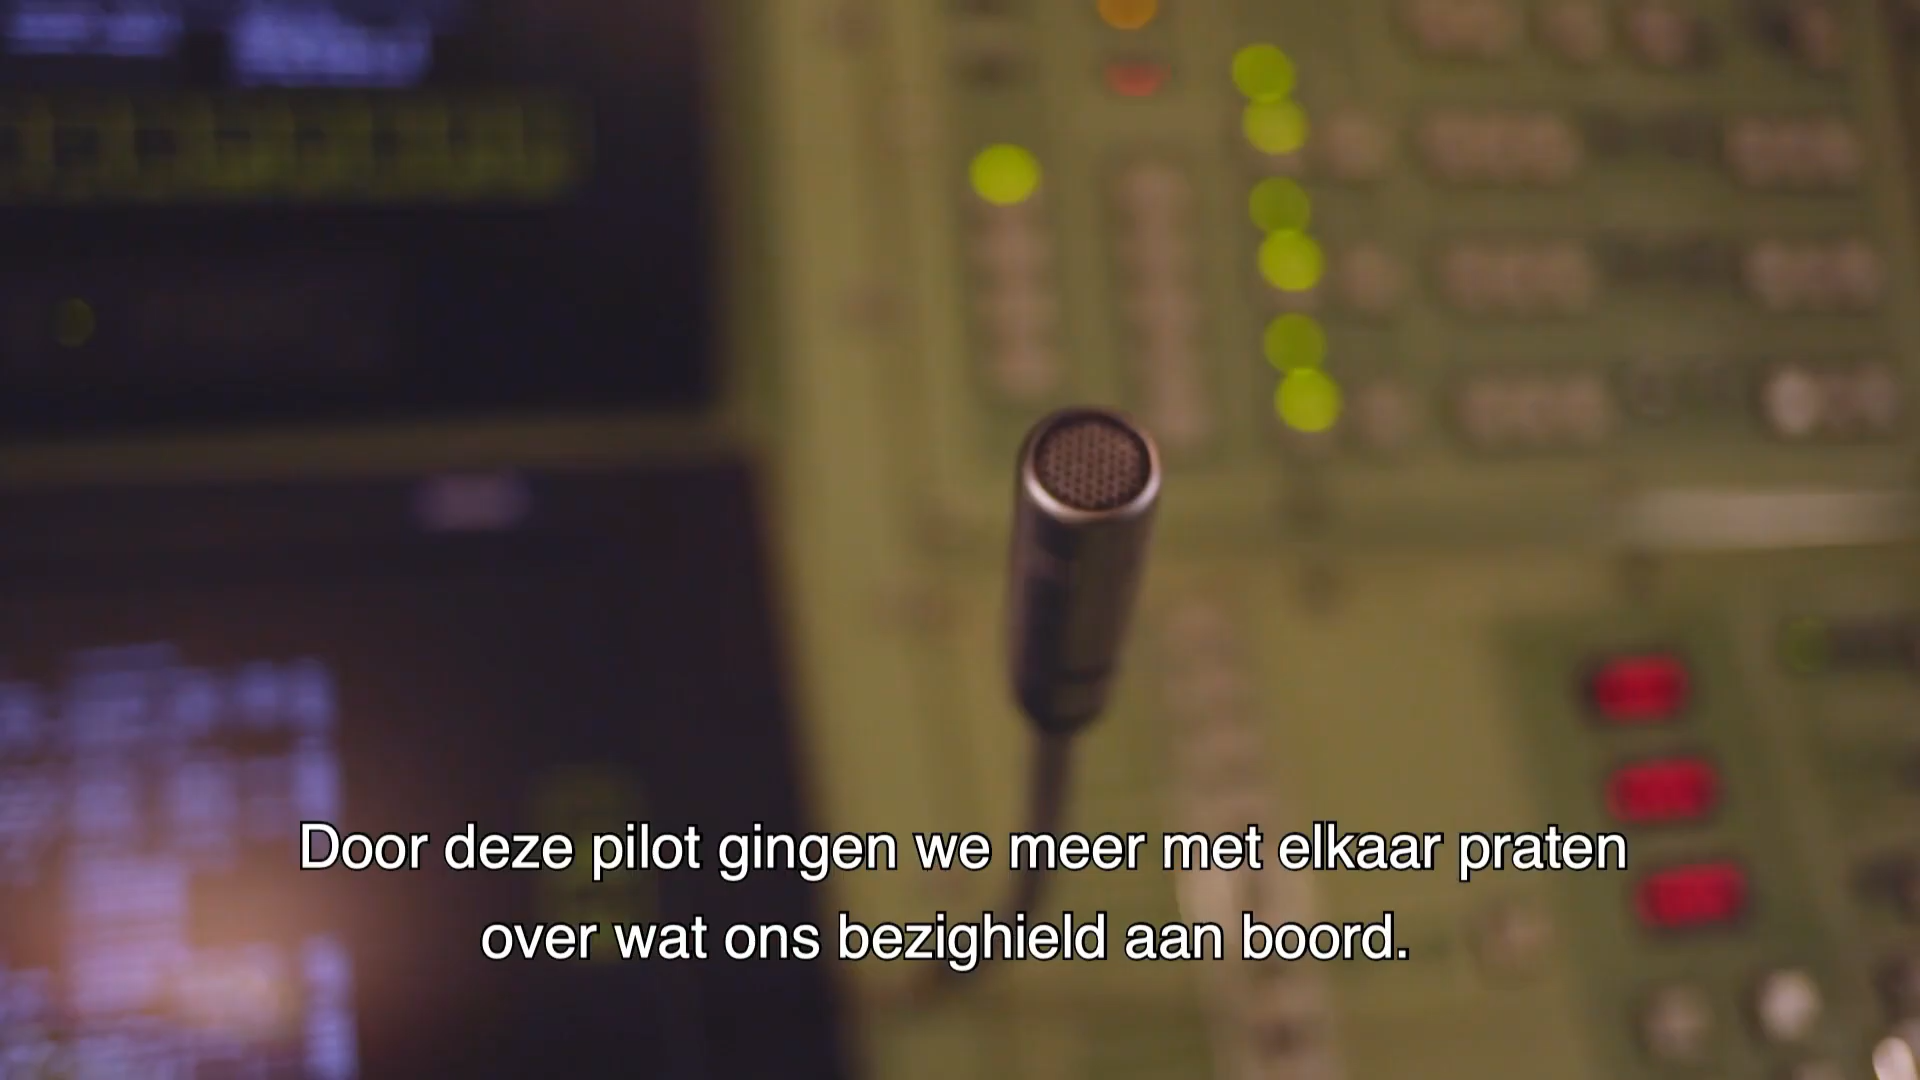 Door deze pilot gingen we meer met elkaar praten
over wat ons bezighield aan boord.